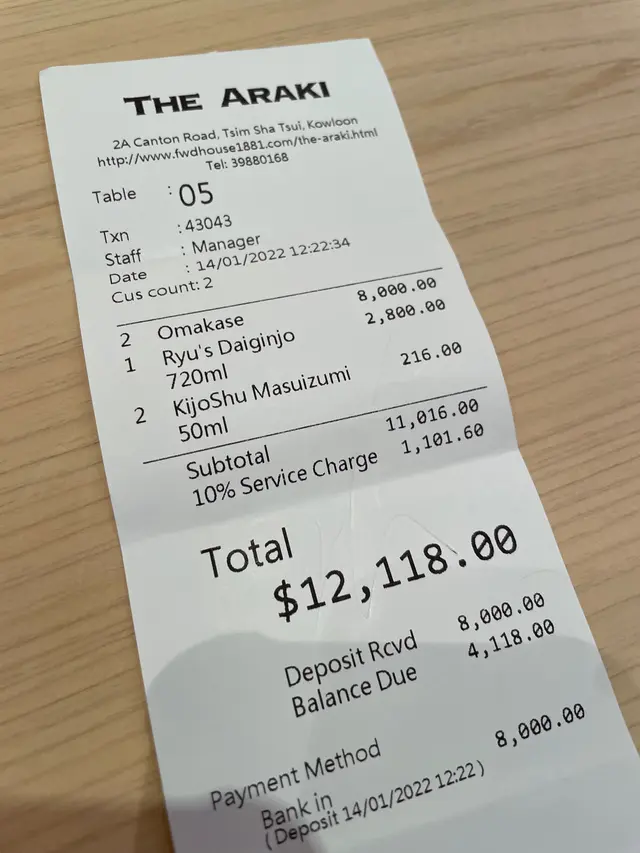 THE ARAKI
2A Canton Road, Tsim Sha Tsui, Kowloon
http://www.fwdhouse1881.com/the-araki.html
Tel: 39880168
Table : 05
Txn : 43043
Staff : Manager
Date : 14/01/2022 12:22:34
Cus count: 2
2 Omakase 8,000.00
1 Ryu's Daiginjo 2,800.00
720ml
2 KijoShu Masuizumi 216.00
50ml
Subtotal 11,016.00
10% Service Charge 1,101.60
Total
$12,118.00
Deposit Rcvd 8,000.00
Balance Due 4,118.00
Payment Method
Bank in 8,000.00
(Deposit 14/01/2022 12:22)